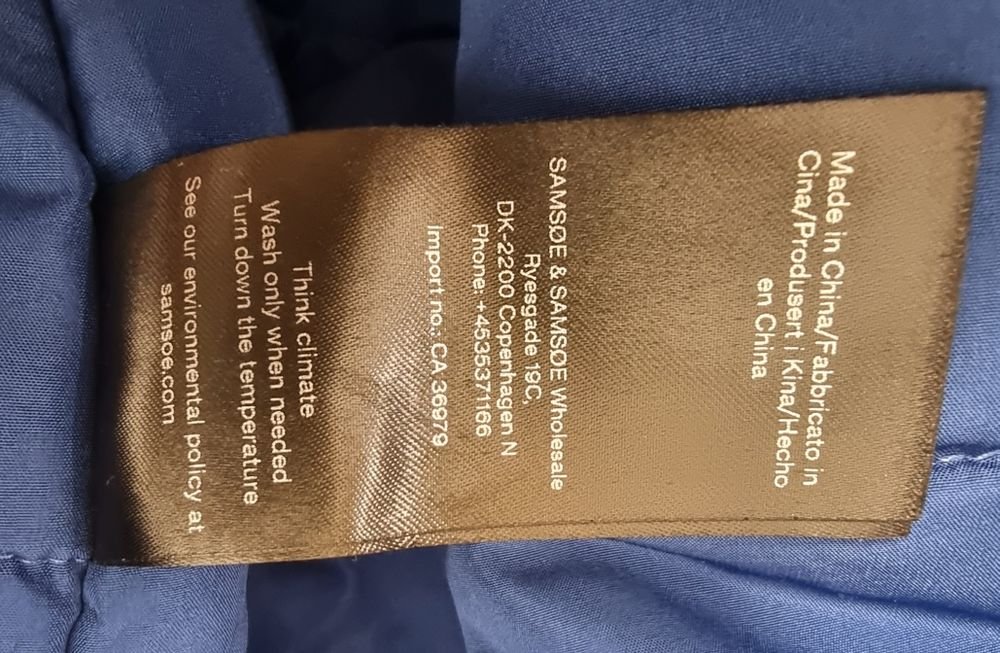 Made in China/Fabbricato in
Cina/Produsert i Kina/Hecho
en China
SAMSØE & SAMSØE Wholesale
Ryesgade 19C,
DK-2200 Copenhagen N
Phone: +4535371166
Import no.: CA 36979
Think climate
Wash only when needed
Turn down the temperature
See our environmental policy at
samsoe.com